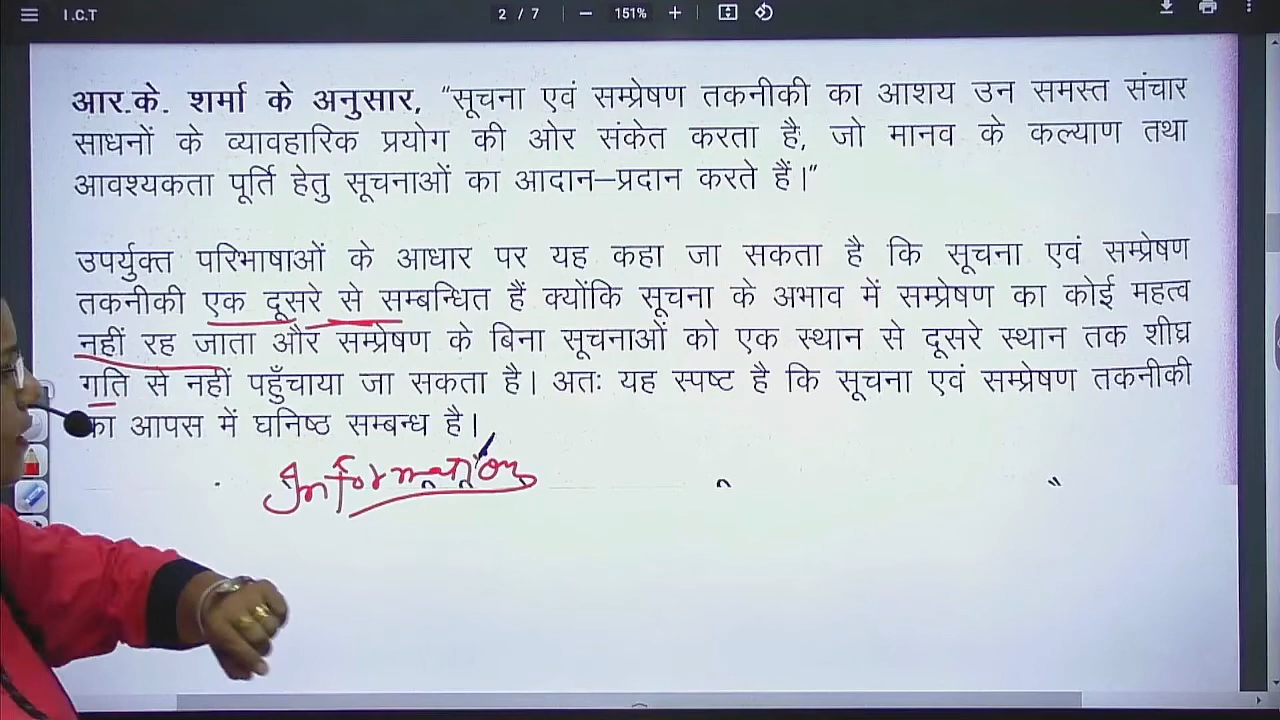 I.C.T
2 / 7
151%
आर.के. शर्मा के अनुसार, "सूचना एवं सम्प्रेषण तकनीकी का आशय उन समस्त संचार
साधनों के व्यावहारिक प्रयोग की ओर संकेत करता है, जो मानव के कल्याण तथा
आवश्यकता पूर्ति हेतु सूचनाओं का आदान–प्रदान करते हैं।"
उपर्युक्त परिभाषाओं के आधार पर यह कहा जा सकता है कि सूचना एवं सम्प्रेषण
तकनीकी एक दूसरे से सम्बन्धित हैं क्योंकि सूचना के अभाव में सम्प्रेषण का कोई महत्व
नहीं रह जाता और सम्प्रेषण के बिना सूचनाओं को एक स्थान से दूसरे स्थान तक शीघ्र
गति से नहीं पहुँचाया जा सकता है। अतः यह स्पष्ट है कि सूचना एवं सम्प्रेषण तकनीकी
का आपस में घनिष्ठ सम्बन्ध है।
Information